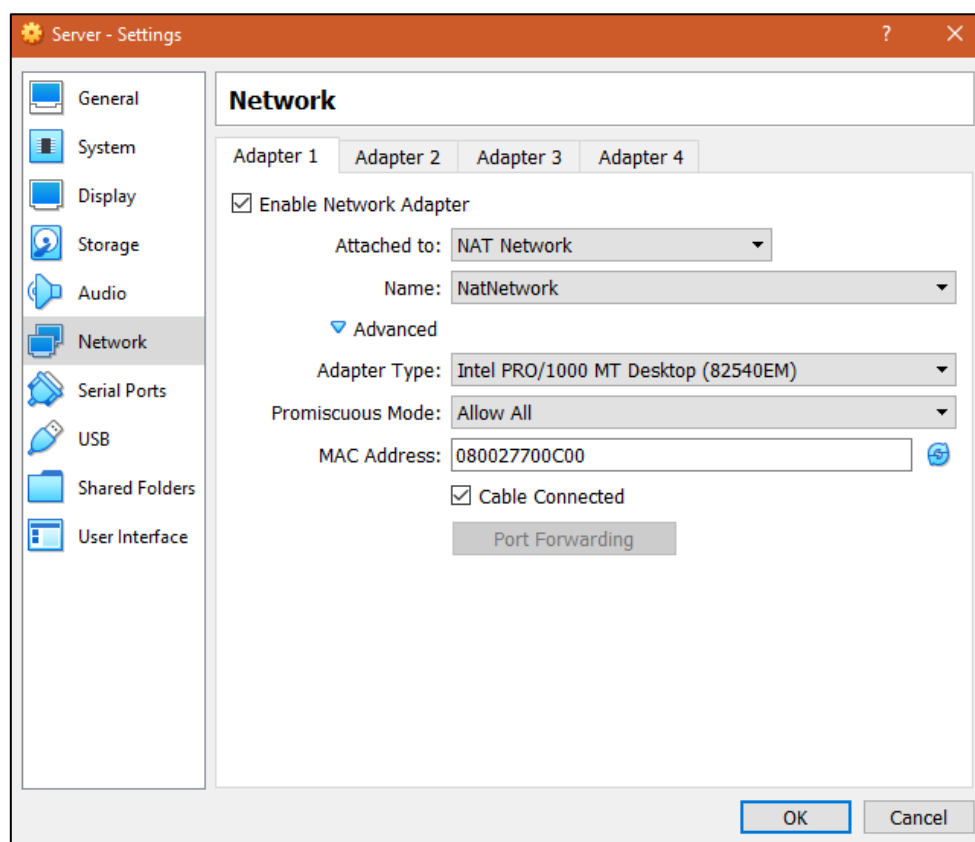 Server - Settings ? ×
General
System
Display
Storage
Audio
Network
Serial Ports
USB
Shared Folders
User Interface
Network
Adapter 1 Adapter 2 Adapter 3 Adapter 4
Enable Network Adapter
Attached to: NAT Network
Name: NatNetwork
Advanced
Adapter Type: Intel PRO/1000 MT Desktop (82540EM)
Promiscuous Mode: Allow All
MAC Address: 080027700C00
Cable Connected
Port Forwarding
OK Cancel